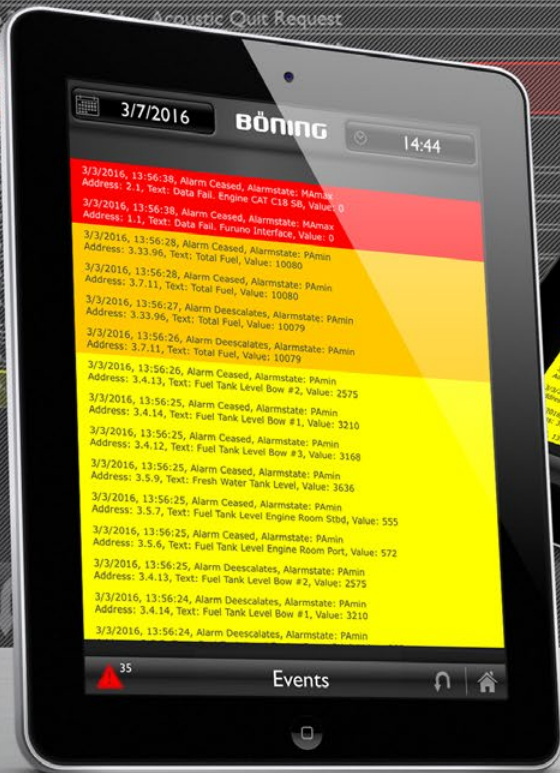 Acoustic Quit Request
3/7/2016
BÖNING
14:44
3/3/2016, 13:56:38, Alarm Ceased, Alarmstate: MAmax
Address: 2.1, Text: Data Fail. Engine CAT C18 SB, Value: 0
3/3/2016, 13:56:38, Alarm Ceased, Alarmstate: MAmax
Address: 1.1, Text: Data Fail. Furuno Interface, Value: 0
3/3/2016, 13:56:28, Alarm Ceased, Alarmstate: PAmin
Address: 3.33.96, Text: Total Fuel, Value: 10080
3/3/2016, 13:56:28, Alarm Ceased, Alarmstate: PAmin
Address: 3.7.11, Text: Total Fuel, Value: 10080
3/3/2016, 13:56:27, Alarm Deescalates, Alarmstate: PAmin
Address: 3.33.96, Text: Total Fuel, Value: 10079
3/3/2016, 13:56:26, Alarm Deescalates, Alarmstate: PAmin
Address: 3.7.11, Text: Total Fuel, Value: 10079
3/3/2016, 13:56:26, Alarm Ceased, Alarmstate: PAmin
Address: 3.4.13, Text: Fuel Tank Level Bow #2, Value: 2575
3/3/2016, 13:56:25, Alarm Ceased, Alarmstate: PAmin
Address: 3.4.14, Text: Fuel Tank Level Bow #1, Value: 3210
3/3/2016, 13:56:25, Alarm Ceased, Alarmstate: PAmin
Address: 3.4.12, Text: Fuel Tank Level Bow #3, Value: 3168
3/3/2016, 13:56:25, Alarm Ceased, Alarmstate: PAmin
Address: 3.5.9, Text: Fresh Water Tank Level, Value: 3636
3/3/2016, 13:56:25, Alarm Ceased, Alarmstate: PAmin
Address: 3.5.7, Text: Fuel Tank Level Engine Room Stbd, Value: 555
3/3/2016, 13:56:25, Alarm Ceased, Alarmstate: PAmin
Address: 3.5.6, Text: Fuel Tank Level Engine Room Port, Value: 572
3/3/2016, 13:56:25, Alarm Deescalates, Alarmstate: PAmin
Address: 3.4.13, Text: Fuel Tank Level Bow #2, Value: 2575
3/3/2016, 13:56:24, Alarm Deescalates, Alarmstate: PAmin
Address: 3.4.14, Text: Fuel Tank Level Bow #1, Value: 3210
3/3/2016, 13:56:24, Alarm Deescalates, Alarmstate: PAmin
35
Events